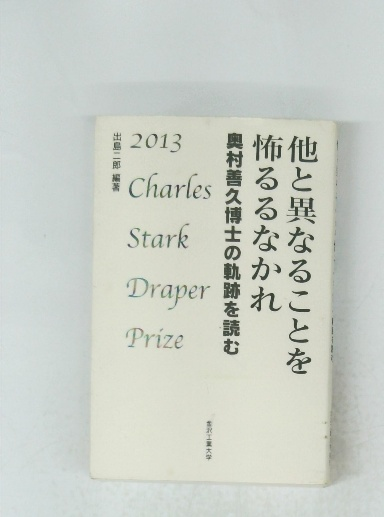 他と異なることを
怖るるなかれ
奥村善久博士の軌跡を読む
2013
Charles
Stark
Draper
Prize
出島二郎 編著
金沢工業大学